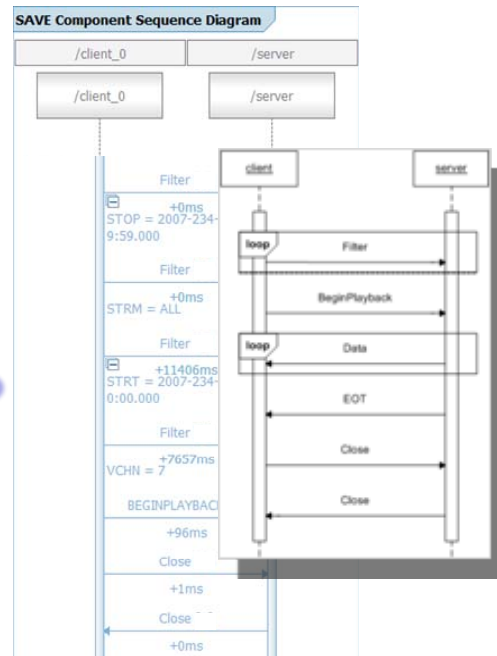 SAVE Component Sequence Diagram
/client_0
/server
/client_0
/server
Filter
+0ms
STOP = 2007-234-
9:59.000
Filter
+0ms
STRM = ALL
Filter
+11406ms
STRT = 2007-234-
0:00.000
Filter
+7657ms
VCHN = 7
BEGINPLAYBAC
+96ms
Close
+1ms
Close
+0ms
client
server
loop
Filter
BeginPlayback
loop
Data
EOT
Close
Close